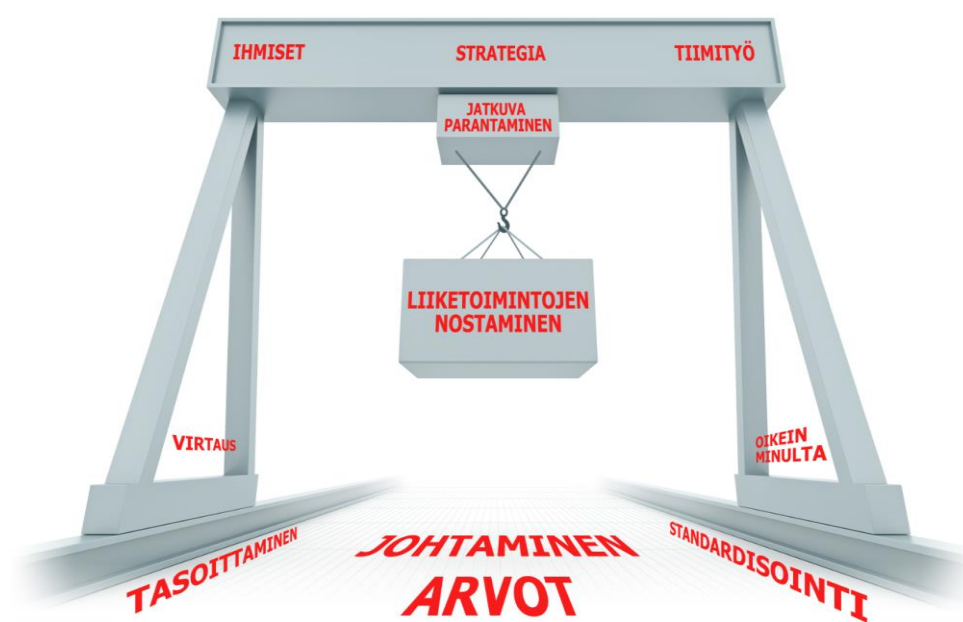 IHMISET
STRATEGIA
TIIMITYÖ
JATKUVA
PARANTAMINEN
LIIKETOIMINTOJEN
NOSTAMINEN
VIRTAUS
OIKEIN
MINULTA
TASOITTAMINEN
JOHTAMINEN
STANDARDISOINTI
ARVOT